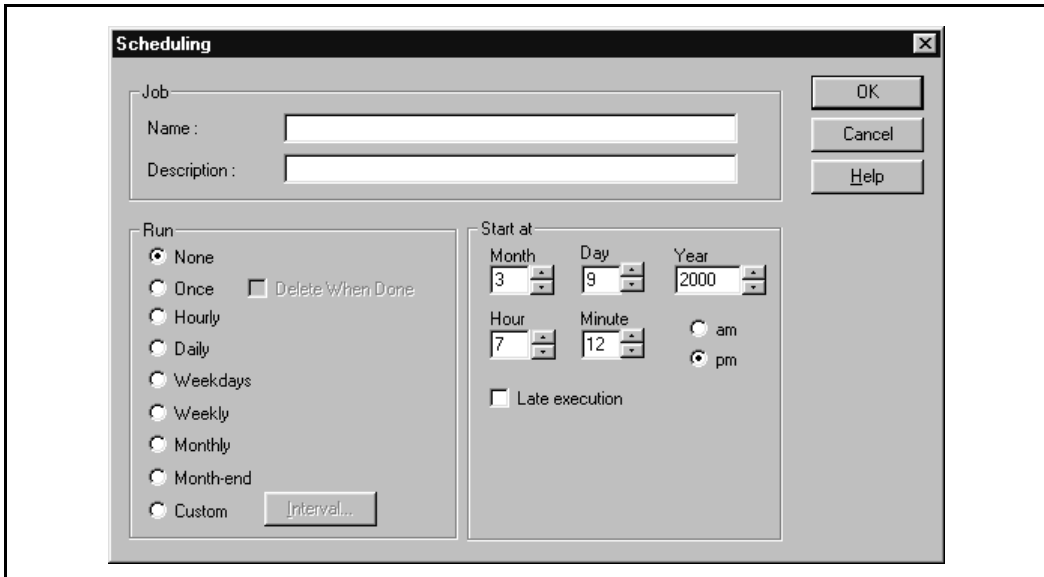 Scheduling
Job
Name :
Description :
OK
Cancel
Help
Run
None
Once Delete When Done
Hourly
Daily
Weekdays
Weekly
Monthly
Month-end
Custom Interval...
Start at
Month Day Year
3 9 2000
Hour Minute
7 12
am
pm
Late execution